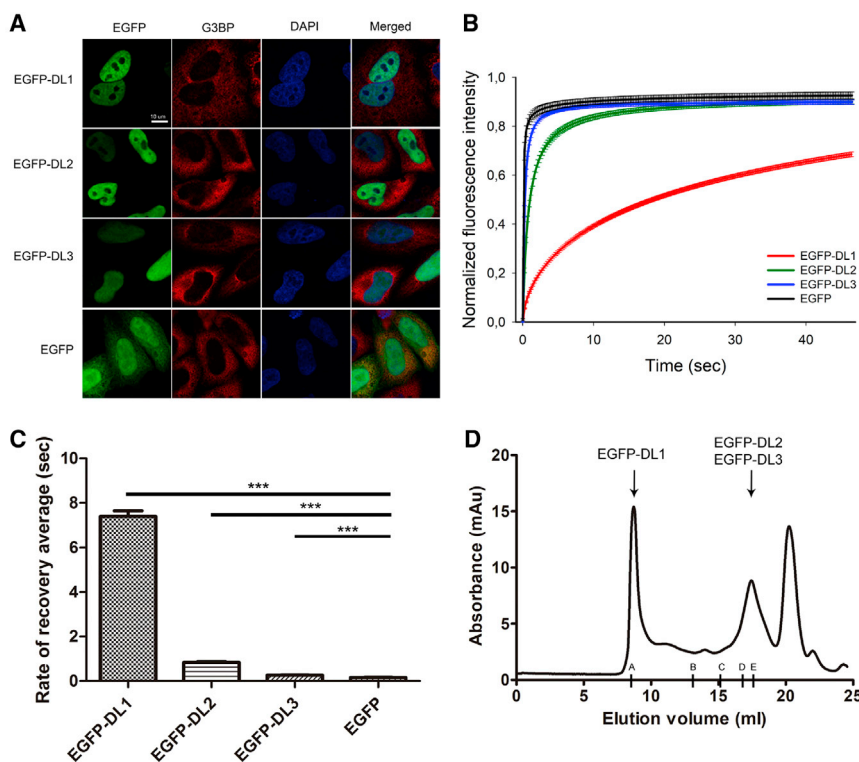 A
EGFP G3BP DAPI Merged
EGFP-DL1
10 um
EGFP-DL2
EGFP-DL3
EGFP
B
Normalized fluorescence intensity
1,0
0,8
0,6
0,4
0,2
0,0
0 10 20 30 40
Time (sec)
EGFP-DL1
EGFP-DL2
EGFP-DL3
EGFP
C
Rate of recovery average (sec)
10
8
6
4
2
0
***
***
***
EGFP-DL1 EGFP-DL2 EGFP-DL3 EGFP
D
EGFP-DL1
EGFP-DL2
EGFP-DL3
Absorbance (mAu)
20
15
10
5
0
A B C D E
0 5 10 15 20 25
Elution volume (ml)